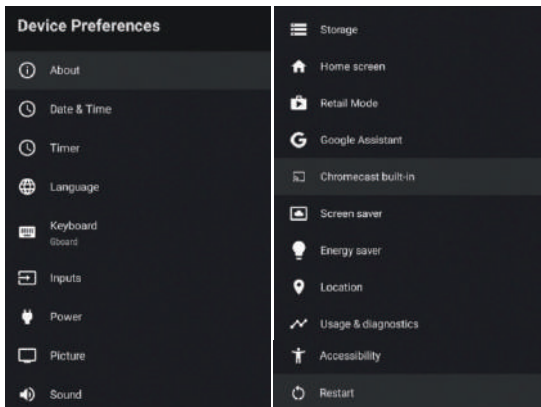 Device Preferences
About
Date & Time
Timer
Language
Keyboard
Gboard
Inputs
Power
Picture
Sound
Storage
Home screen
Retail Mode
Google Assistant
Chromecast built-in
Screen saver
Energy saver
Location
Usage & diagnostics
Accessibility
Restart